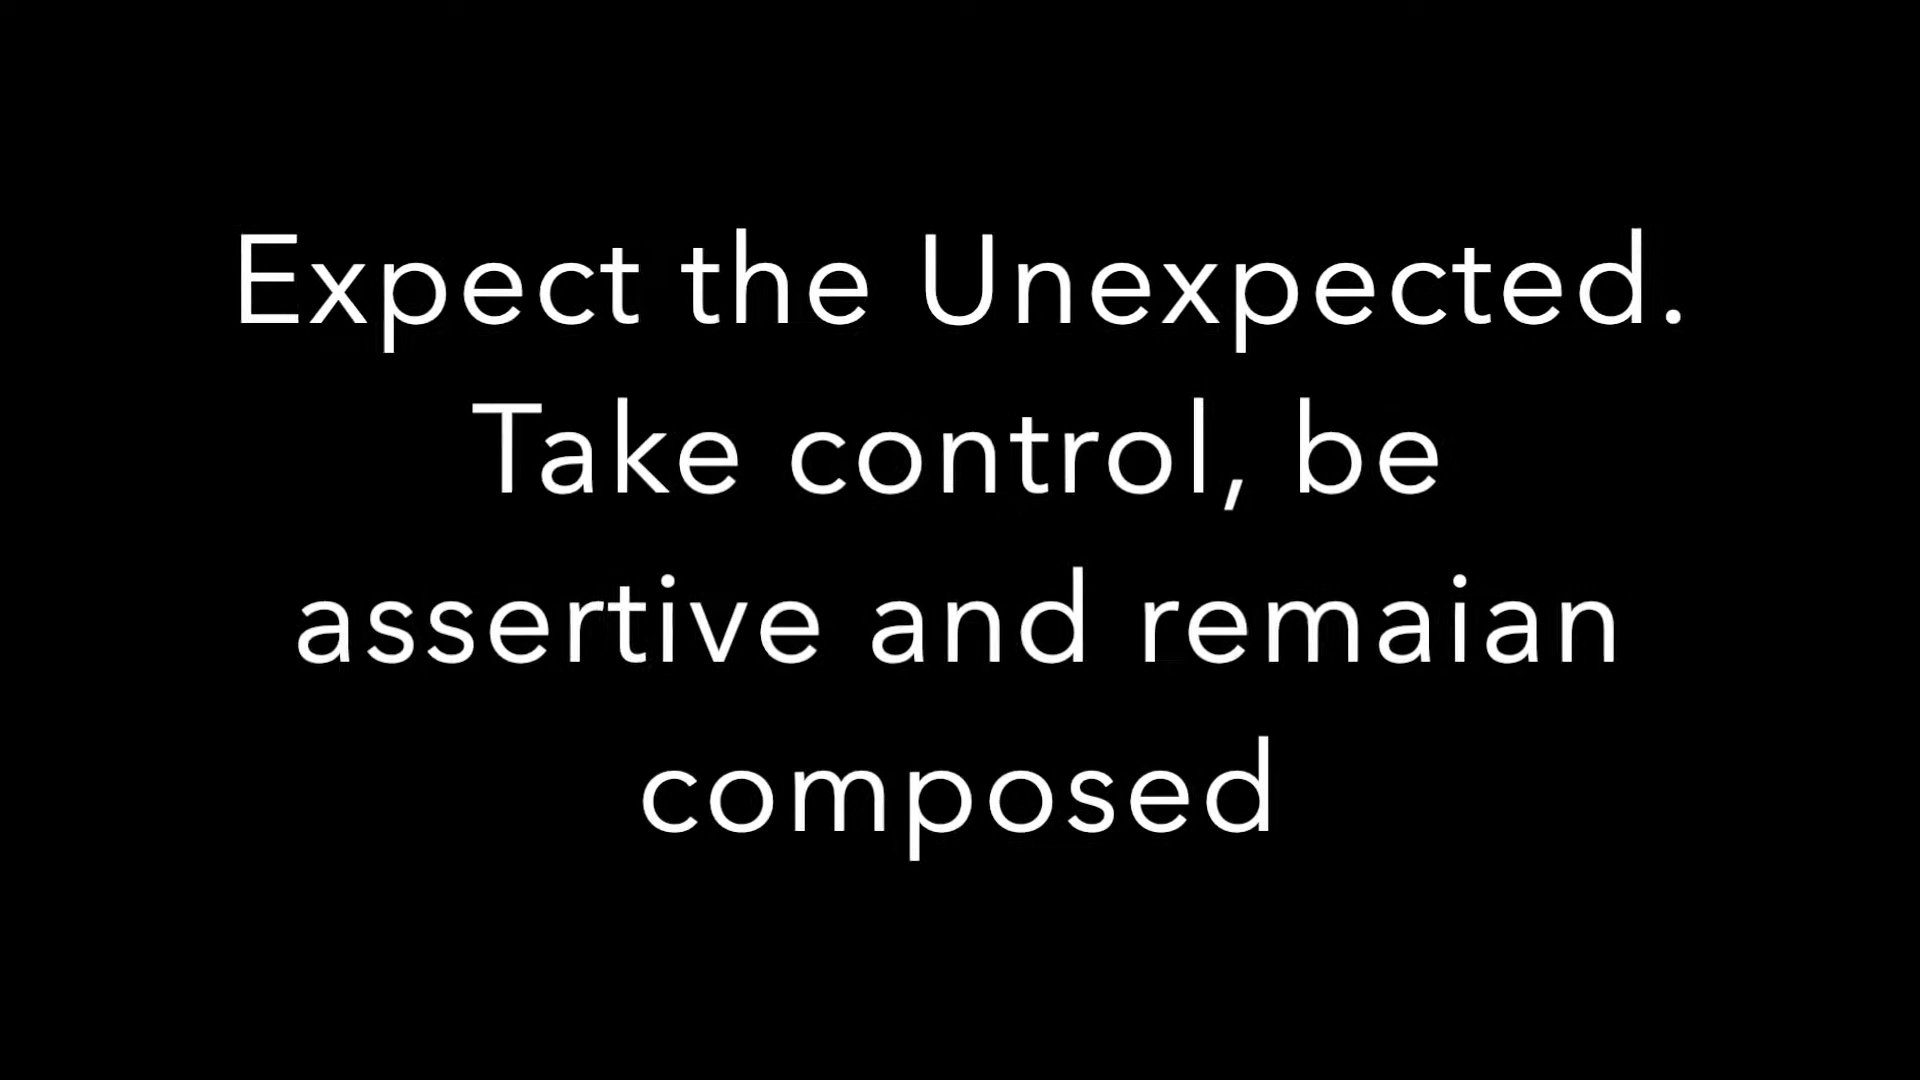 Expect the Unexpected.
Take control, be
assertive and remaian
composed